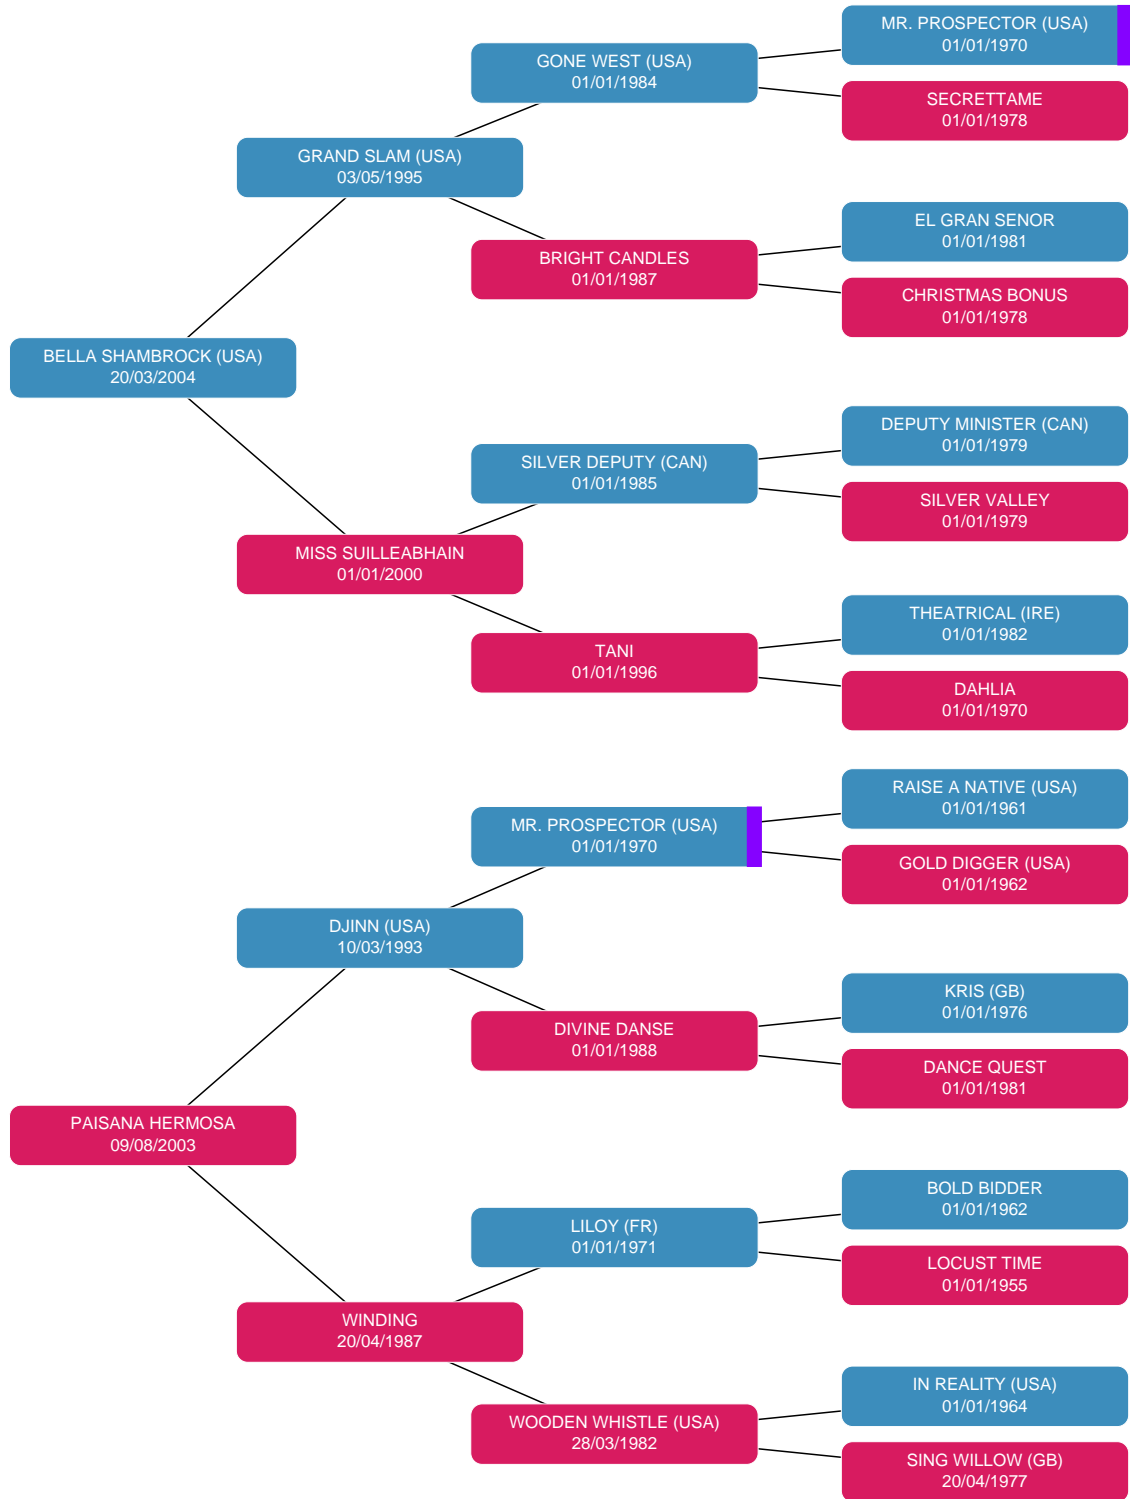 MR. PROSPECTOR (USA)
01/01/1970
GONE WEST (USA)
01/01/1984
SECRETTAME
01/01/1978
GRAND SLAM (USA)
03/05/1995
EL GRAN SENOR
01/01/1981
BRIGHT CANDLES
01/01/1987
CHRISTMAS BONUS
01/01/1978
BELLA SHAMBROCK (USA)
20/03/2004
DEPUTY MINISTER (CAN)
01/01/1979
SILVER DEPUTY (CAN)
01/01/1985
SILVER VALLEY
01/01/1979
MISS SUILLEABHAIN
01/01/2000
THEATRICAL (IRE)
01/01/1982
TANI
01/01/1996
DAHLIA
01/01/1970
RAISE A NATIVE (USA)
01/01/1961
MR. PROSPECTOR (USA)
01/01/1970
GOLD DIGGER (USA)
01/01/1962
DJINN (USA)
10/03/1993
KRIS (GB)
01/01/1976
DIVINE DANSE
01/01/1988
DANCE QUEST
01/01/1981
PAISANA HERMOSA
09/08/2003
BOLD BIDDER
01/01/1962
LILOY (FR)
01/01/1971
LOCUST TIME
01/01/1955
WINDING
20/04/1987
IN REALITY (USA)
01/01/1964
WOODEN WHISTLE (USA)
28/03/1982
SING WILLOW (GB)
20/04/1977